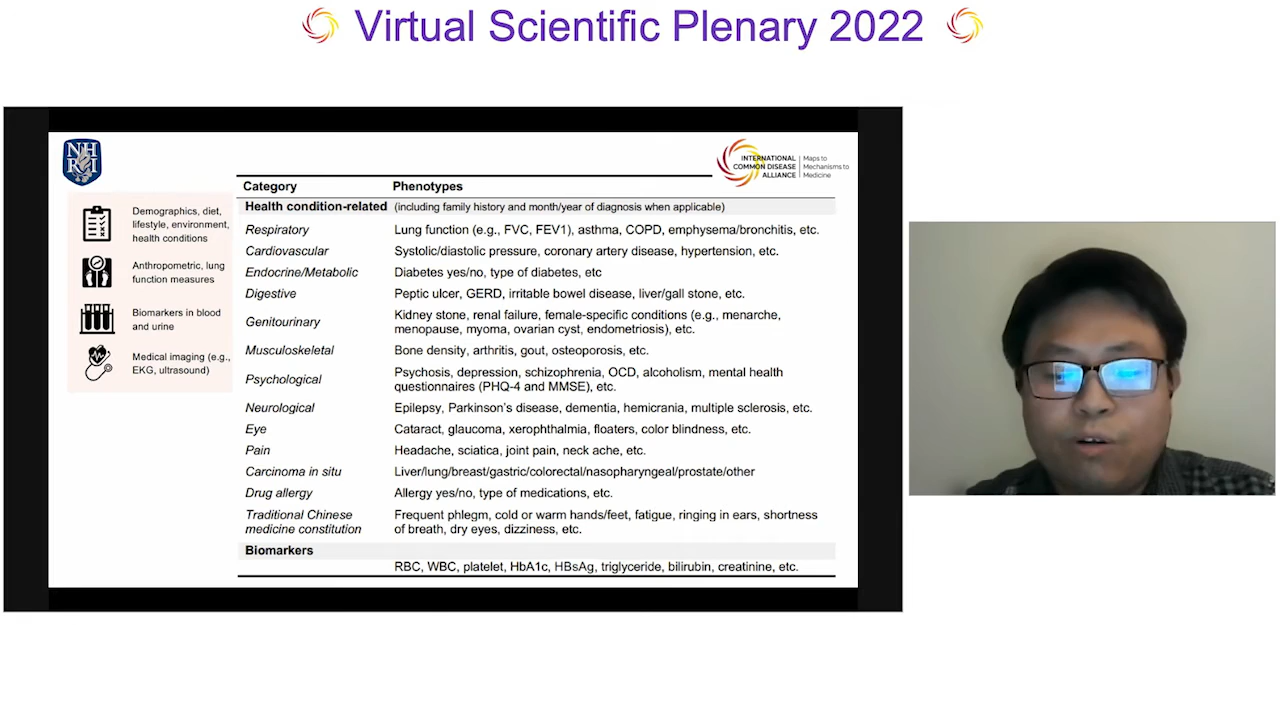 Virtual Scientific Plenary 2022
NH
RI
INTERNATIONAL
COMMON DISEASE
ALLIANCE
Maps to
Mechanisms to
Medicine
Demographics, diet,
lifestyle, environment,
health conditions
Anthropometric, lung
function measures
Biomarkers in blood
and urine
Medical imaging (e.g.,
EKG, ultrasound)
Category Phenotypes
Health condition-related (including family history and month/year of diagnosis when applicable)
Respiratory Lung function (e.g., FVC, FEV1), asthma, COPD, emphysema/bronchitis, etc.
Cardiovascular Systolic/diastolic pressure, coronary artery disease, hypertension, etc.
Endocrine/Metabolic Diabetes yes/no, type of diabetes, etc
Digestive Peptic ulcer, GERD, irritable bowel disease, liver/gall stone, etc.
Genitourinary Kidney stone, renal failure, female-specific conditions (e.g., menarche,
menopause, myoma, ovarian cyst, endometriosis), etc.
Musculoskeletal Bone density, arthritis, gout, osteoporosis, etc.
Psychological Psychosis, depression, schizophrenia, OCD, alcoholism, mental health
questionnaires (PHQ-4 and MMSE), etc.
Neurological Epilepsy, Parkinson's disease, dementia, hemicrania, multiple sclerosis, etc.
Eye Cataract, glaucoma, xerophthalmia, floaters, color blindness, etc.
Pain Headache, sciatica, joint pain, neck ache, etc.
Carcinoma in situ Liver/lung/breast/gastric/colorectal/nasopharyngeal/prostate/other
Drug allergy Allergy yes/no, type of medications, etc.
Traditional Chinese Frequent phlegm, cold or warm hands/feet, fatigue, ringing in ears, shortness
medicine constitution of breath, dry eyes, dizziness, etc.
Biomarkers
RBC, WBC, platelet, HbA1c, HBsAg, triglyceride, bilirubin, creatinine, etc.